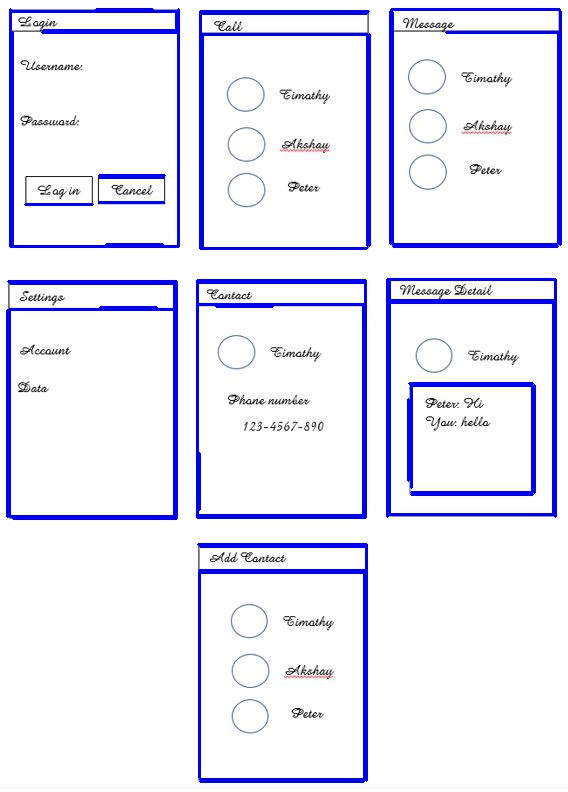 Login
Username:
Password:
Log in
Cancel
Call
Timothy
Akshay
Peter
Message
Timothy
Akshay
Peter
Settings
Account
Data
Contact
Timothy
Phone number
123-4567-890
Message Detail
Timothy
Peter: Hi
You: hello
Add Contact
Timothy
Akshay
Peter